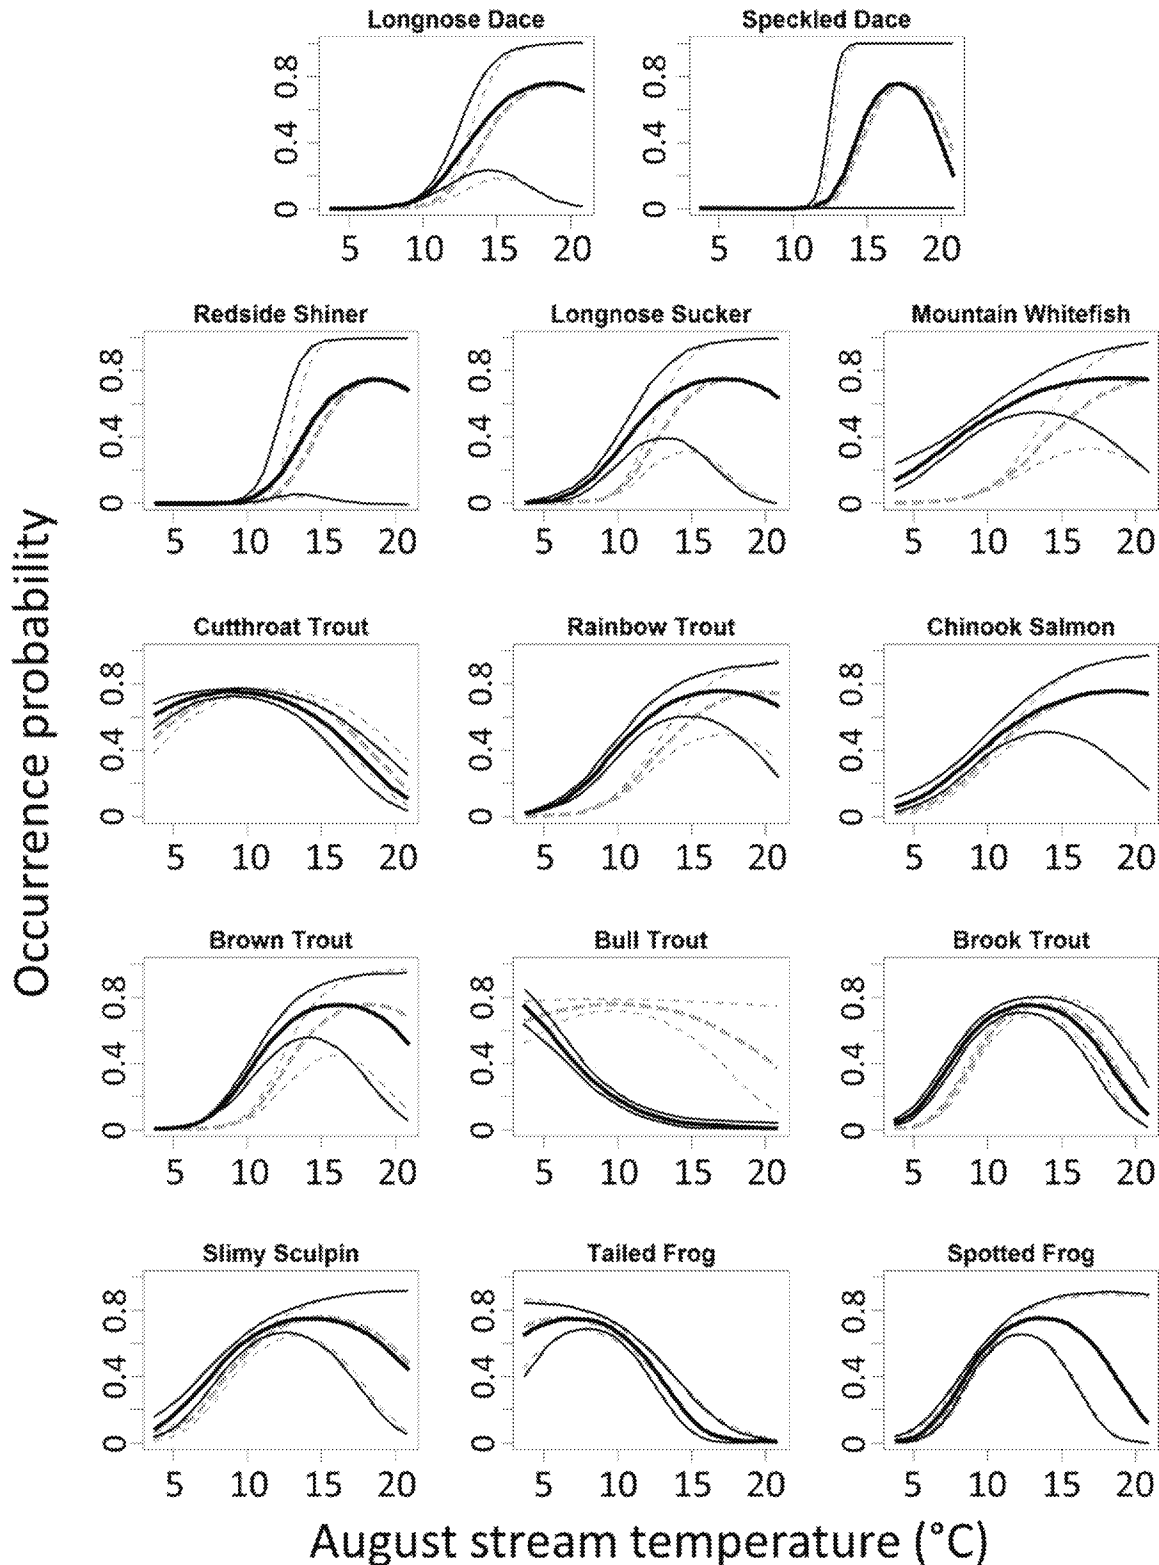 Longnose Dace Speckled Dace
0.8 0.8
0.4 0.4
0 0
5 10 15 20 5 10 15 20
Redside Shiner Longnose Sucker Mountain Whitefish
0.8 0.8 0.8
0.4 0.4 0.4
0 0 0
5 10 15 20 5 10 15 20 5 10 15 20
Cutthroat Trout Rainbow Trout Chinook Salmon
0.8 0.8 0.8
0.4 0.4 0.4
0 0 0
5 10 15 20 5 10 15 20 5 10 15 20
Occurrence probability
Brown Trout Bull Trout Brook Trout
0.8 0.8 0.8
0.4 0.4 0.4
0 0 0
5 10 15 20 5 10 15 20 5 10 15 20
Slimy Sculpin Tailed Frog Spotted Frog
0.8 0.8 0.8
0.4 0.4 0.4
0 0 0
5 10 15 20 5 10 15 20 5 10 15 20
August stream temperature (°C)